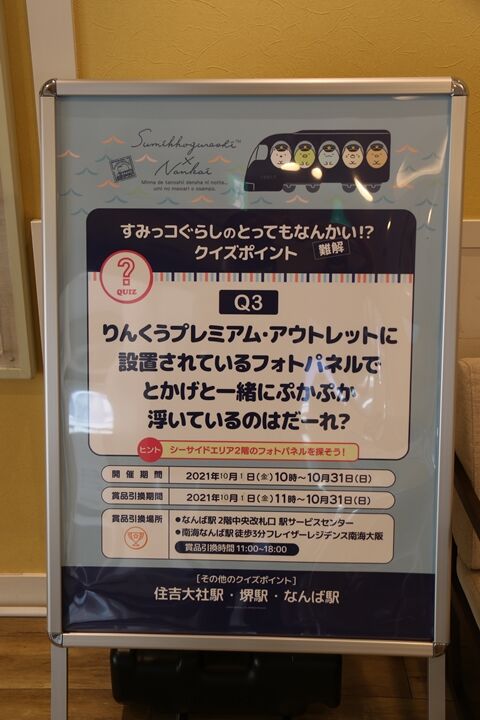 Sumikkogurashi™
×
Nankai
Minna de tanoshii densha ni notte...
umi no mieari o osampo.
すみっコぐらしのとってもなんかい!?
難解
クイズポイント
?
QUIZ
Q3
りんくうプレミアム・アウトレットに
設置されているフォトパネルで
とかげと一緒にぷかぷか
浮いているのはだーれ?
ヒント シーサイドエリア2階のフォトパネルを探そう!
開催期間 2021年10月1日(金)10時〜10月31日(日)
賞品引換期間 2021年10月1日(金)11時〜10月31日(日)
賞品引換場所 ●なんば駅2階中央改札口 駅サービスセンター
●南海なんば駅 徒歩3分フレイザーレジデンス南海大阪
賞品引換時間 11:00~18:00
[その他のクイズポイント]
住吉大社駅・堺駅・なんば駅